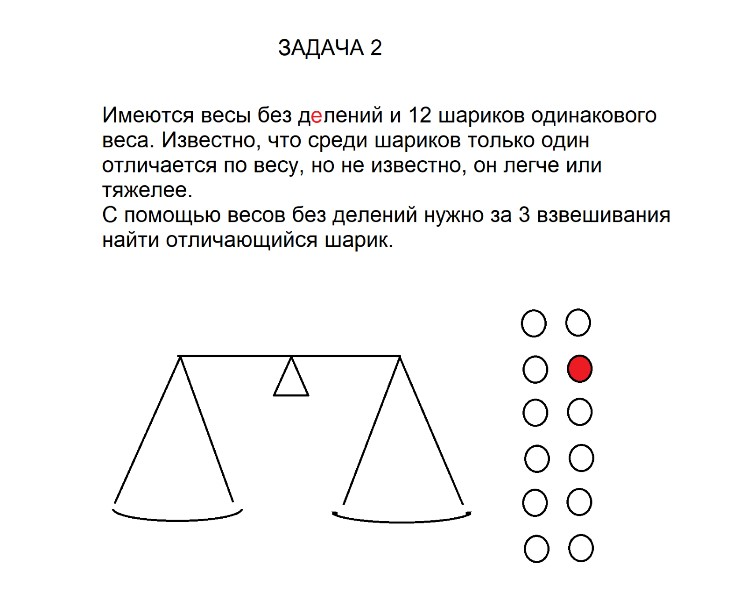 ЗАДАЧА 2
Имеются весы без делений и 12 шариков одинакового
веса. Известно, что среди шариков только один
отличается по весу, но не известно, он легче или
тяжелее.
С помощью весов без делений нужно за 3 взвешивания
найти отличающийся шарик.